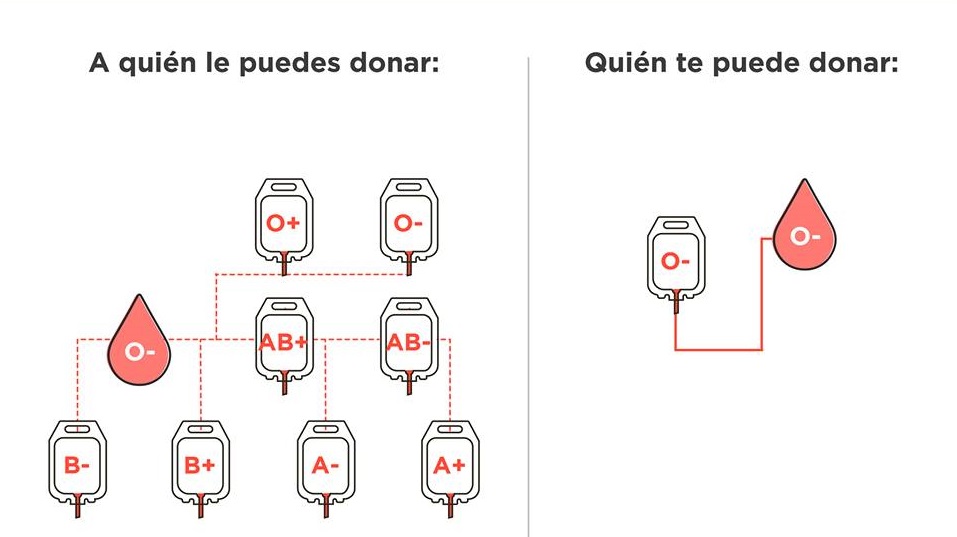 A quién le puedes donar:
O+ O-
AB+ AB-
O-
B- B+ A- A+
Quién te puede donar:
O-
O-